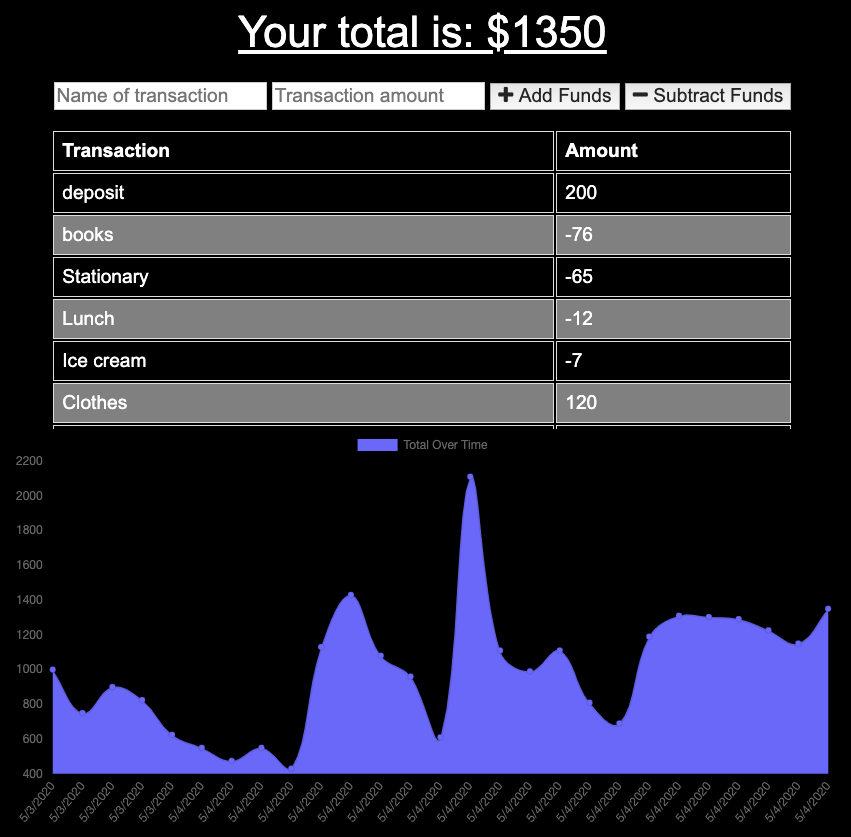 Your total is: $1350
Name of transaction Transaction amount + Add Funds − Subtract Funds
Transaction Amount
deposit 200
books -76
Stationary -65
Lunch -12
Ice cream -7
Clothes 120
Total Over Time
2200
2000
1800
1600
1400
1200
1000
800
600
400
5/3/2020 5/3/2020 5/3/2020 5/3/2020 5/3/2020 5/4/2020 5/4/2020 5/4/2020 5/4/2020 5/4/2020 5/4/2020 5/4/2020 5/4/2020 5/4/2020 5/4/2020 5/4/2020 5/4/2020 5/4/2020 5/4/2020 5/4/2020 5/4/2020 5/4/2020 5/4/2020 5/4/2020 5/4/2020 5/4/2020 5/4/2020